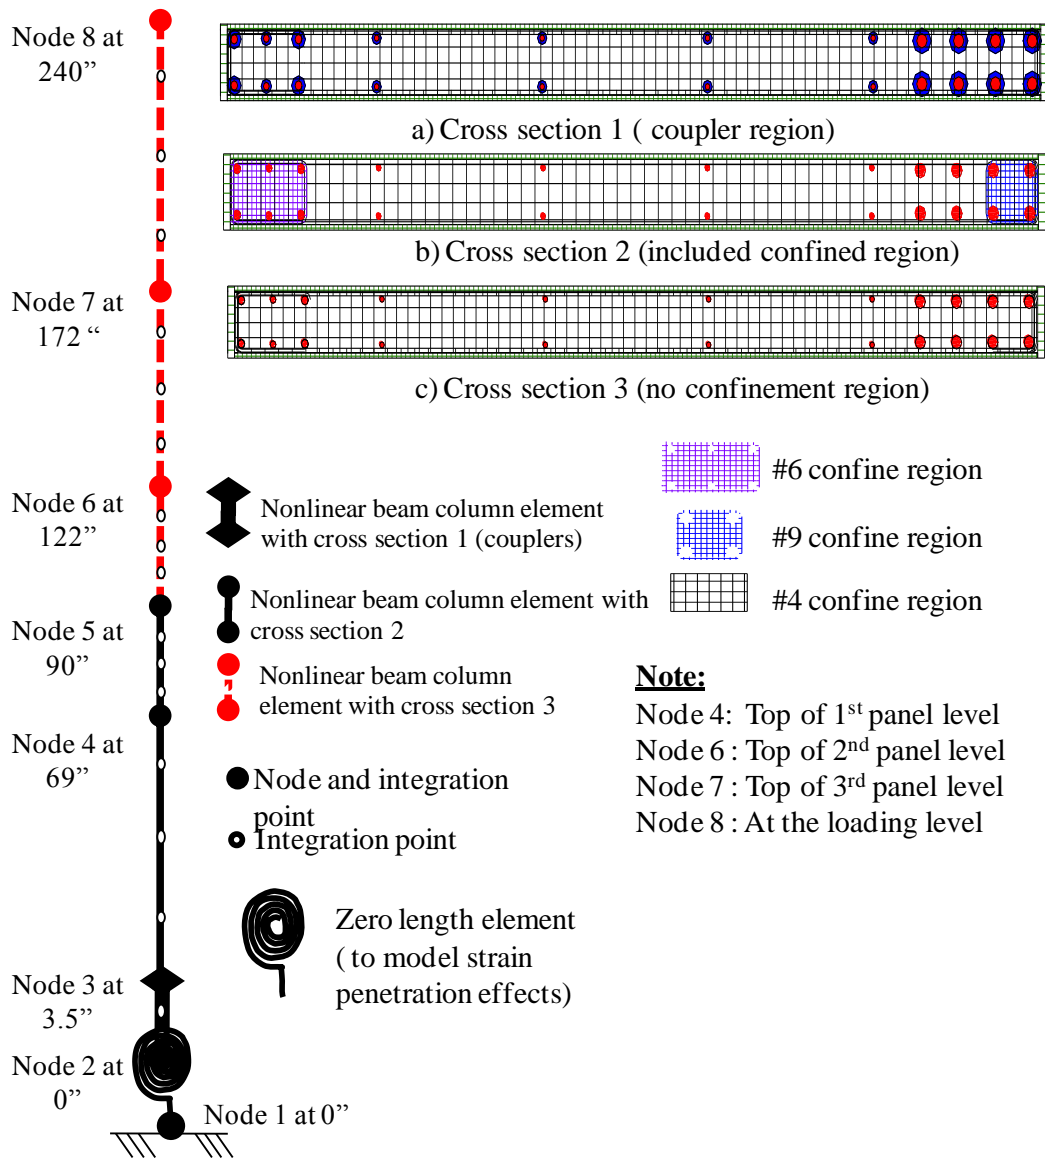 Node 8 at
240”
a) Cross section 1 ( coupler region)
b) Cross section 2 (included confined region)
Node 7 at
172 “
c) Cross section 3 (no confinement region)
Node 6 at
122”
Nonlinear beam column element
with cross section 1 (couplers)
#6 confine region
#9 confine region
#4 confine region
Node 5 at
90”
Nonlinear beam column element with
cross section 2
Nonlinear beam column
element with cross section 3
Note:
Node 4: Top of 1st panel level
Node 6 : Top of 2nd panel level
Node 7 : Top of 3rd panel level
Node 8 : At the loading level
Node 4 at
69”
Node and integration
point
Integration point
Zero length element
( to model strain
penetration effects)
Node 3 at
3.5”
Node 2 at
0”
Node 1 at 0”